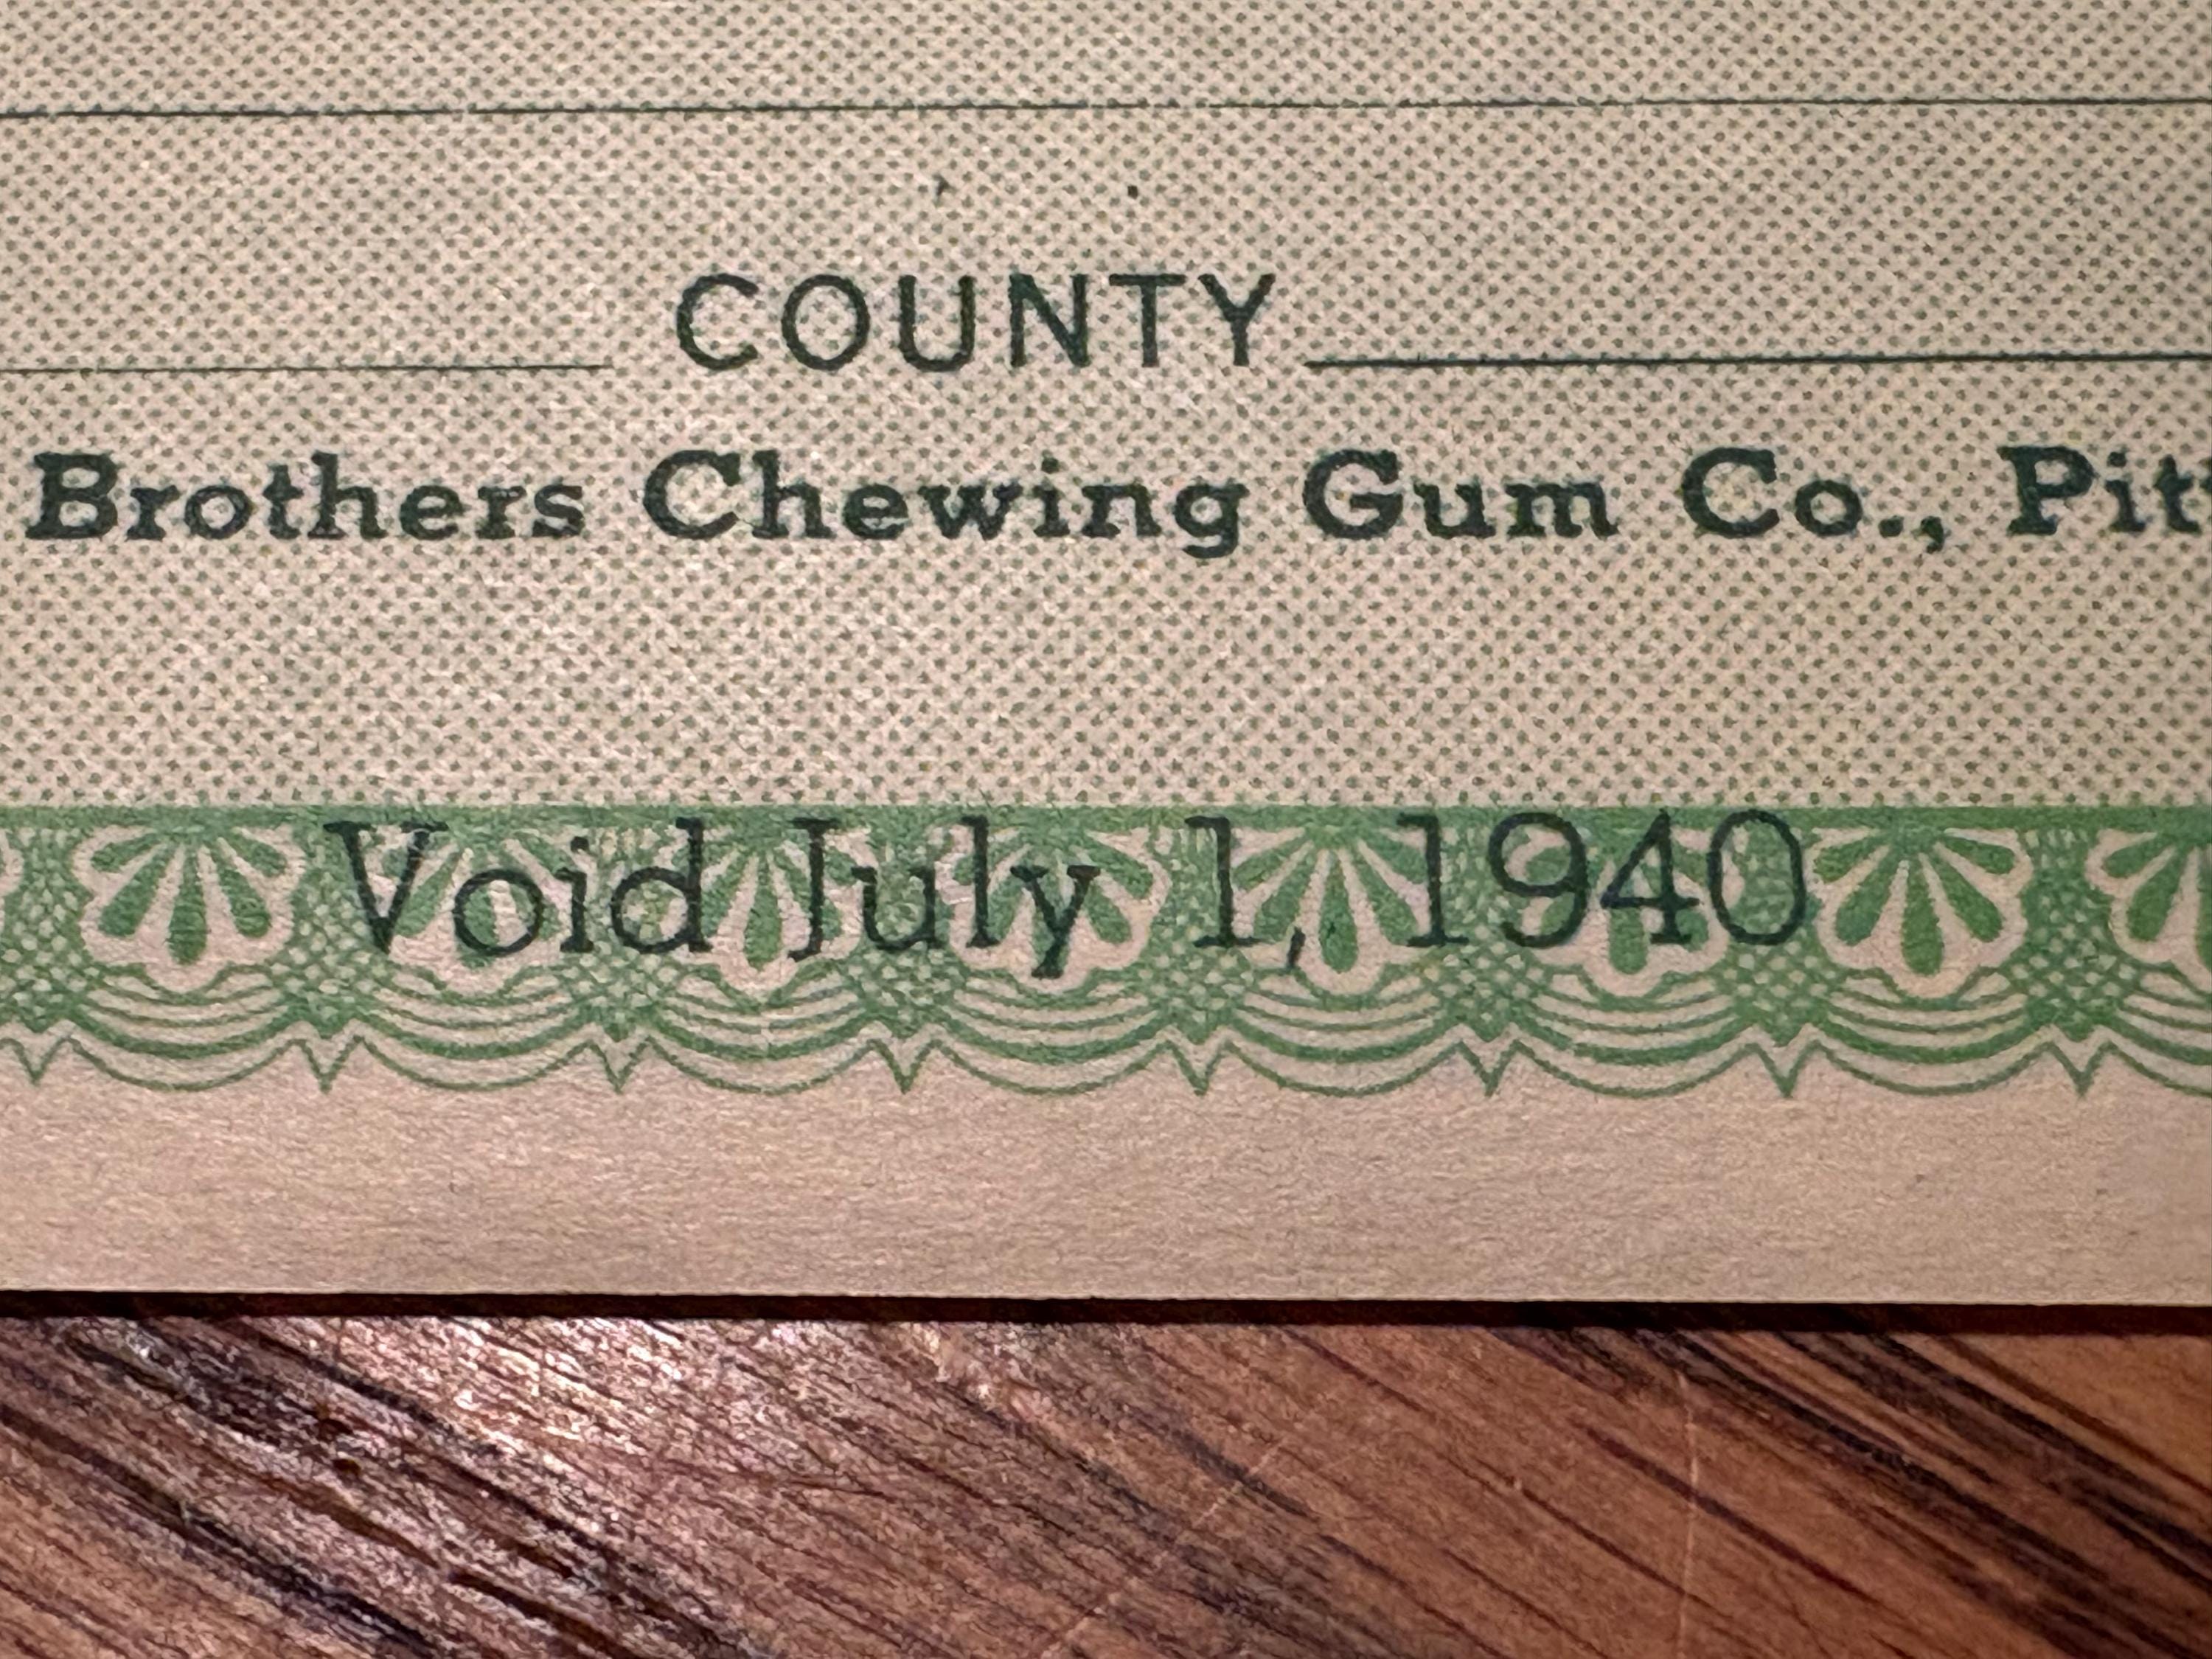 COUNTY
Brothers Chewing Gum Co., Pit
Void July 1, 1940